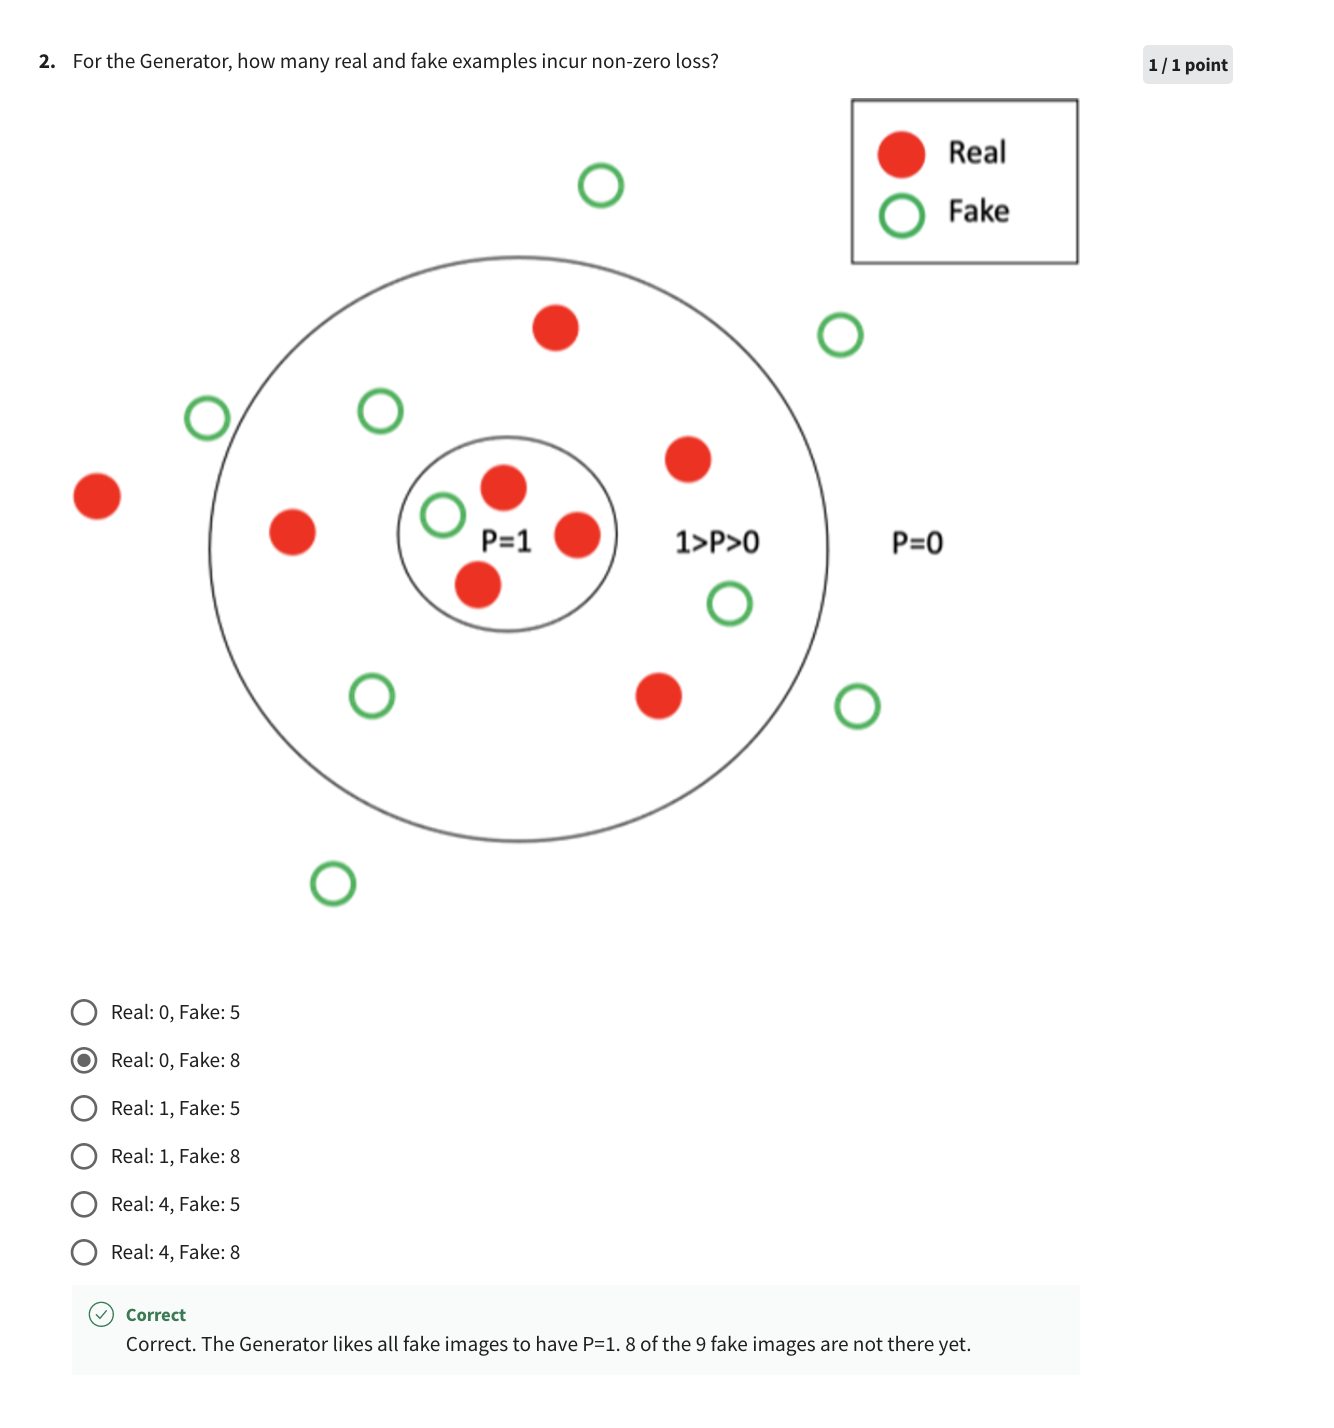 2. For the Generator, how many real and fake examples incur non-zero loss?
1 / 1 point
Real
Fake
P=1
1>P>0
P=0
Real: 0, Fake: 5
Real: 0, Fake: 8
Real: 1, Fake: 5
Real: 1, Fake: 8
Real: 4, Fake: 5
Real: 4, Fake: 8
Correct
Correct. The Generator likes all fake images to have P=1. 8 of the 9 fake images are not there yet.